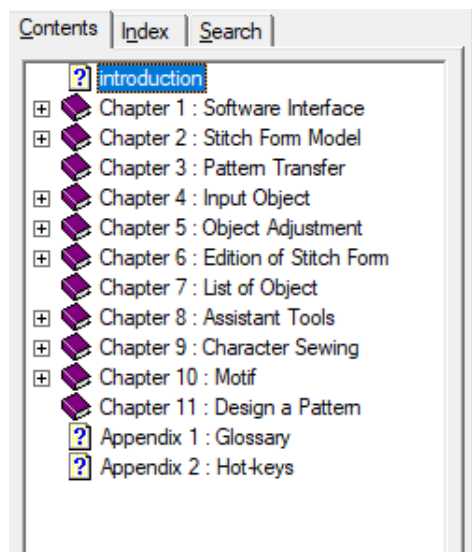 Contents Index Search
introduction
Chapter 1 : Software Interface
Chapter 2 : Stitch Form Model
Chapter 3 : Pattern Transfer
Chapter 4 : Input Object
Chapter 5 : Object Adjustment
Chapter 6 : Edition of Stitch Form
Chapter 7 : List of Object
Chapter 8 : Assistant Tools
Chapter 9 : Character Sewing
Chapter 10 : Motif
Chapter 11 : Design a Pattern
Appendix 1 : Glossary
Appendix 2 : Hot-keys